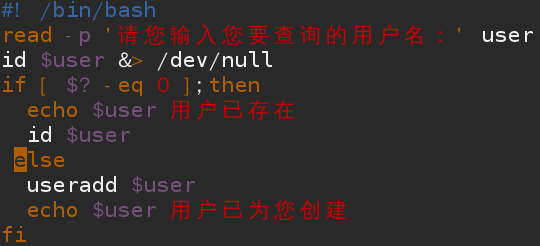 #! /bin/bash
read -p '请您输入您要查询的用户名：' user
id $user &> /dev/null
if [ $? -eq 0 ];then
  echo $user 用户已存在
  id $user
 else
  useradd $user
  echo $user 用户已为您创建
fi